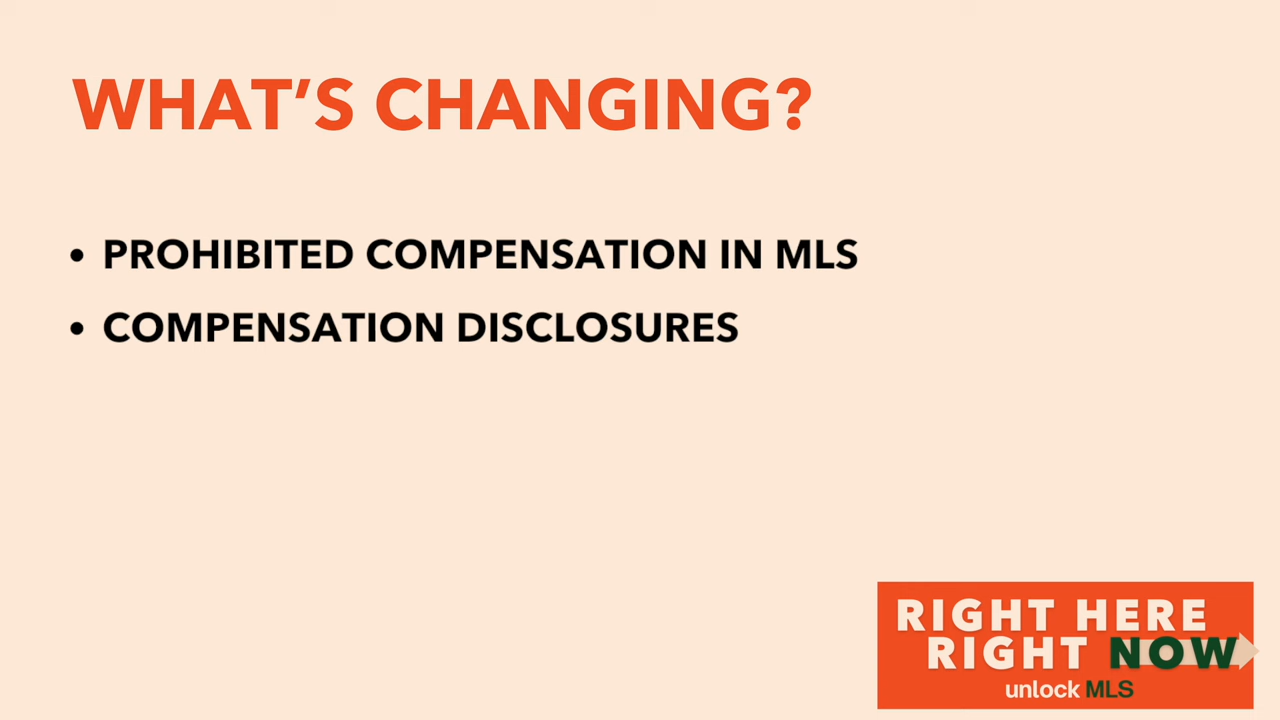 WHAT’S CHANGING?
• PROHIBITED COMPENSATION IN MLS
• COMPENSATION DISCLOSURES
RIGHT HERE
RIGHT NOW
unlock MLS